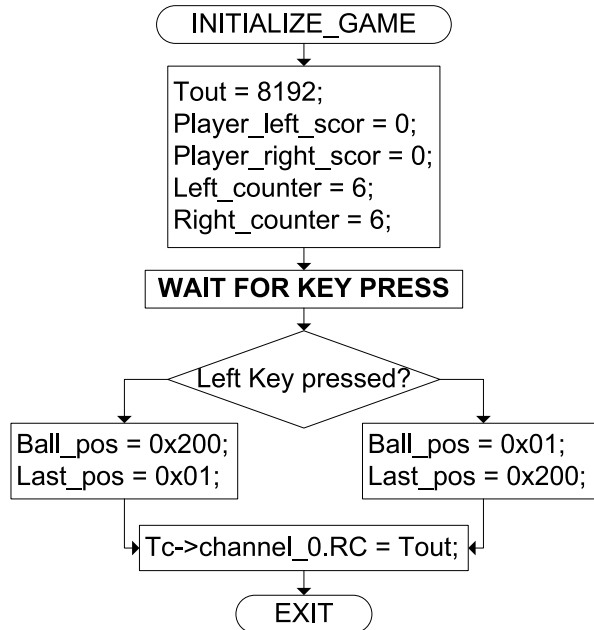 INITIALIZE_GAME
Tout = 8192;
Player_left_scor = 0;
Player_right_scor = 0;
Left_counter = 6;
Right_counter = 6;
WAIT FOR KEY PRESS
Left Key pressed?
Ball_pos = 0x200;
Last_pos = 0x01;
Ball_pos = 0x01;
Last_pos = 0x200;
Tc->channel_0.RC = Tout;
EXIT